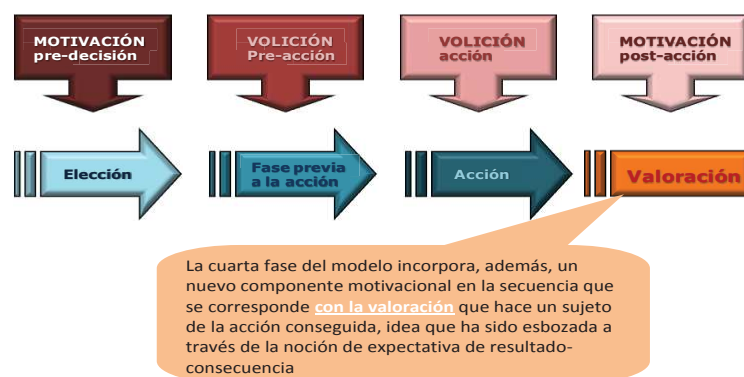 MOTIVACIÓN
pre-decisión
VOLICIÓN
Pre-acción
VOLICIÓN
acción
MOTIVACIÓN
post-acción
Elección
Fase previa
a la acción
Acción
Valoración
La cuarta fase del modelo incorpora, además, un
nuevo componente motivacional en la secuencia que
se corresponde con la valoración que hace un sujeto
de la acción conseguida, idea que ha sido esbozada a
través de la noción de expectativa de resultado-
consecuencia